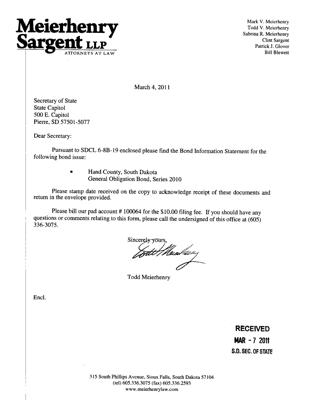 Meierhenry
Sargent LLP
ATTORNEYS AT LAW
Mark V. Meierhenry
Todd V. Meierhenry
Sabrina R. Meierhenry
Clint Sargent
Patrick J. Glover
Bill Blewett
March 4, 2011
Secretary of State
State Capitol
500 E. Capitol
Pierre, SD 57501-5077
Dear Secretary:
Pursuant to SDCL 6-8B-19 enclosed please find the Bond Information Statement for the
following bond issue:
• Hand County, South Dakota
General Obligation Bond, Series 2010
Please stamp date received on the copy to acknowledge receipt of these documents and
return in the envelope provided.
Please bill our pad account # 100064 for the $10.00 filing fee. If you should have any
questions or comments relating to this form, please call the undersigned of this office at (605)
336-3075.
Sincerely yours,
Todd Meierhenry
Encl.
RECEIVED
MAR - 7 2011
S.D. SEC. OF STATE
315 South Phillips Avenue, Sioux Falls, South Dakota 57104
(tel) 605.336.3075 (fax) 605.336.2593
www.meierhenrylaw.com